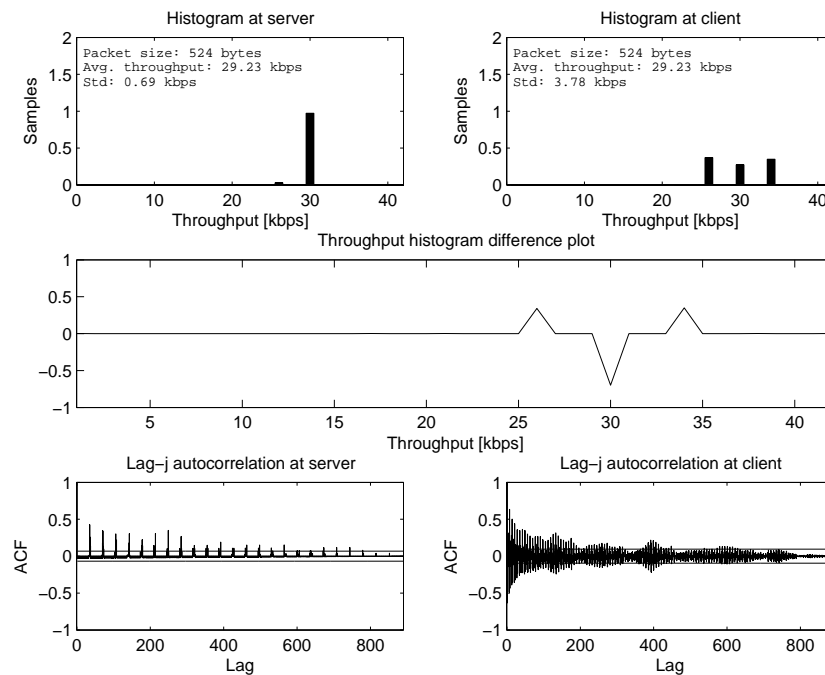 Histogram at server
Histogram at client
2
1.5
1
0.5
0
Samples
Packet size: 524 bytes
Avg. throughput: 29.23 kbps
Std: 0.69 kbps
0 10 20 30 40
Throughput [kbps]
2
1.5
1
0.5
0
Samples
Packet size: 524 bytes
Avg. throughput: 29.23 kbps
Std: 3.78 kbps
0 10 20 30 40
Throughput [kbps]
Throughput histogram difference plot
1
0.5
0
−0.5
−1
5 10 15 20 25 30 35 40
Throughput [kbps]
Lag−j autocorrelation at server
1
0.5
0
−0.5
−1
ACF
0 200 400 600 800
Lag
Lag−j autocorrelation at client
1
0.5
0
−0.5
−1
ACF
0 200 400 600 800
Lag